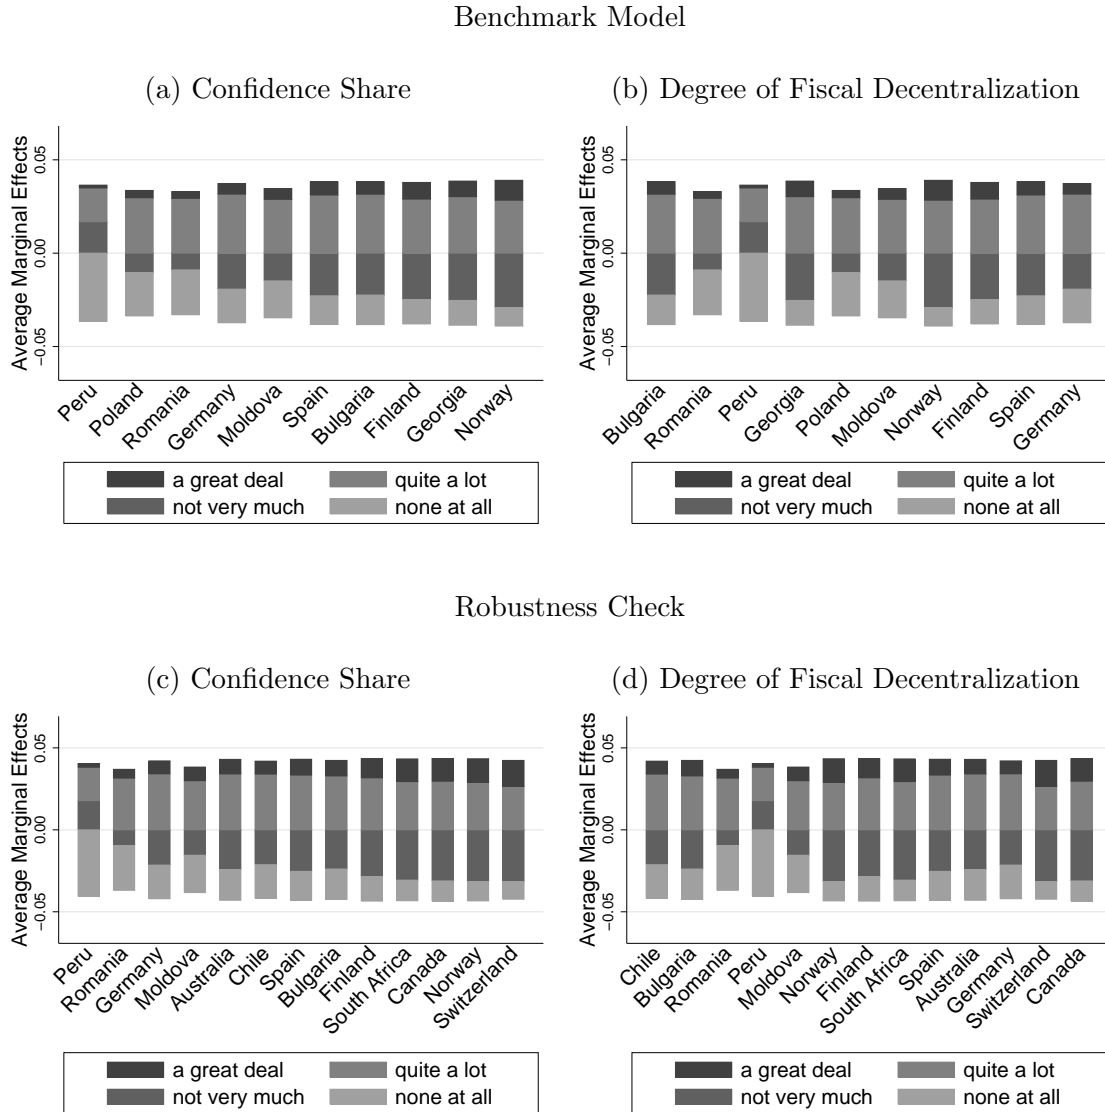 Benchmark Model
(a) Confidence Share
(b) Degree of Fiscal Decentralization
Average Marginal Effects
0.05
0.00
−0.05
Peru
Poland
Romania
Germany
Moldova
Spain
Bulgaria
Finland
Georgia
Norway
a great deal
quite a lot
not very much
none at all
Average Marginal Effects
0.05
0.00
−0.05
Bulgaria
Romania
Peru
Georgia
Poland
Moldova
Norway
Finland
Spain
Germany
a great deal
quite a lot
not very much
none at all
Robustness Check
(c) Confidence Share
(d) Degree of Fiscal Decentralization
Average Marginal Effects
0.05
0.00
−0.05
Peru
Romania
Germany
Moldova
Australia
Chile
Spain
Bulgaria
Finland
South Africa
Canada
Norway
Switzerland
a great deal
quite a lot
not very much
none at all
Average Marginal Effects
0.05
0.00
−0.05
Chile
Bulgaria
Romania
Peru
Moldova
Norway
Finland
South Africa
Spain
Australia
Germany
Switzerland
Canada
a great deal
quite a lot
not very much
none at all